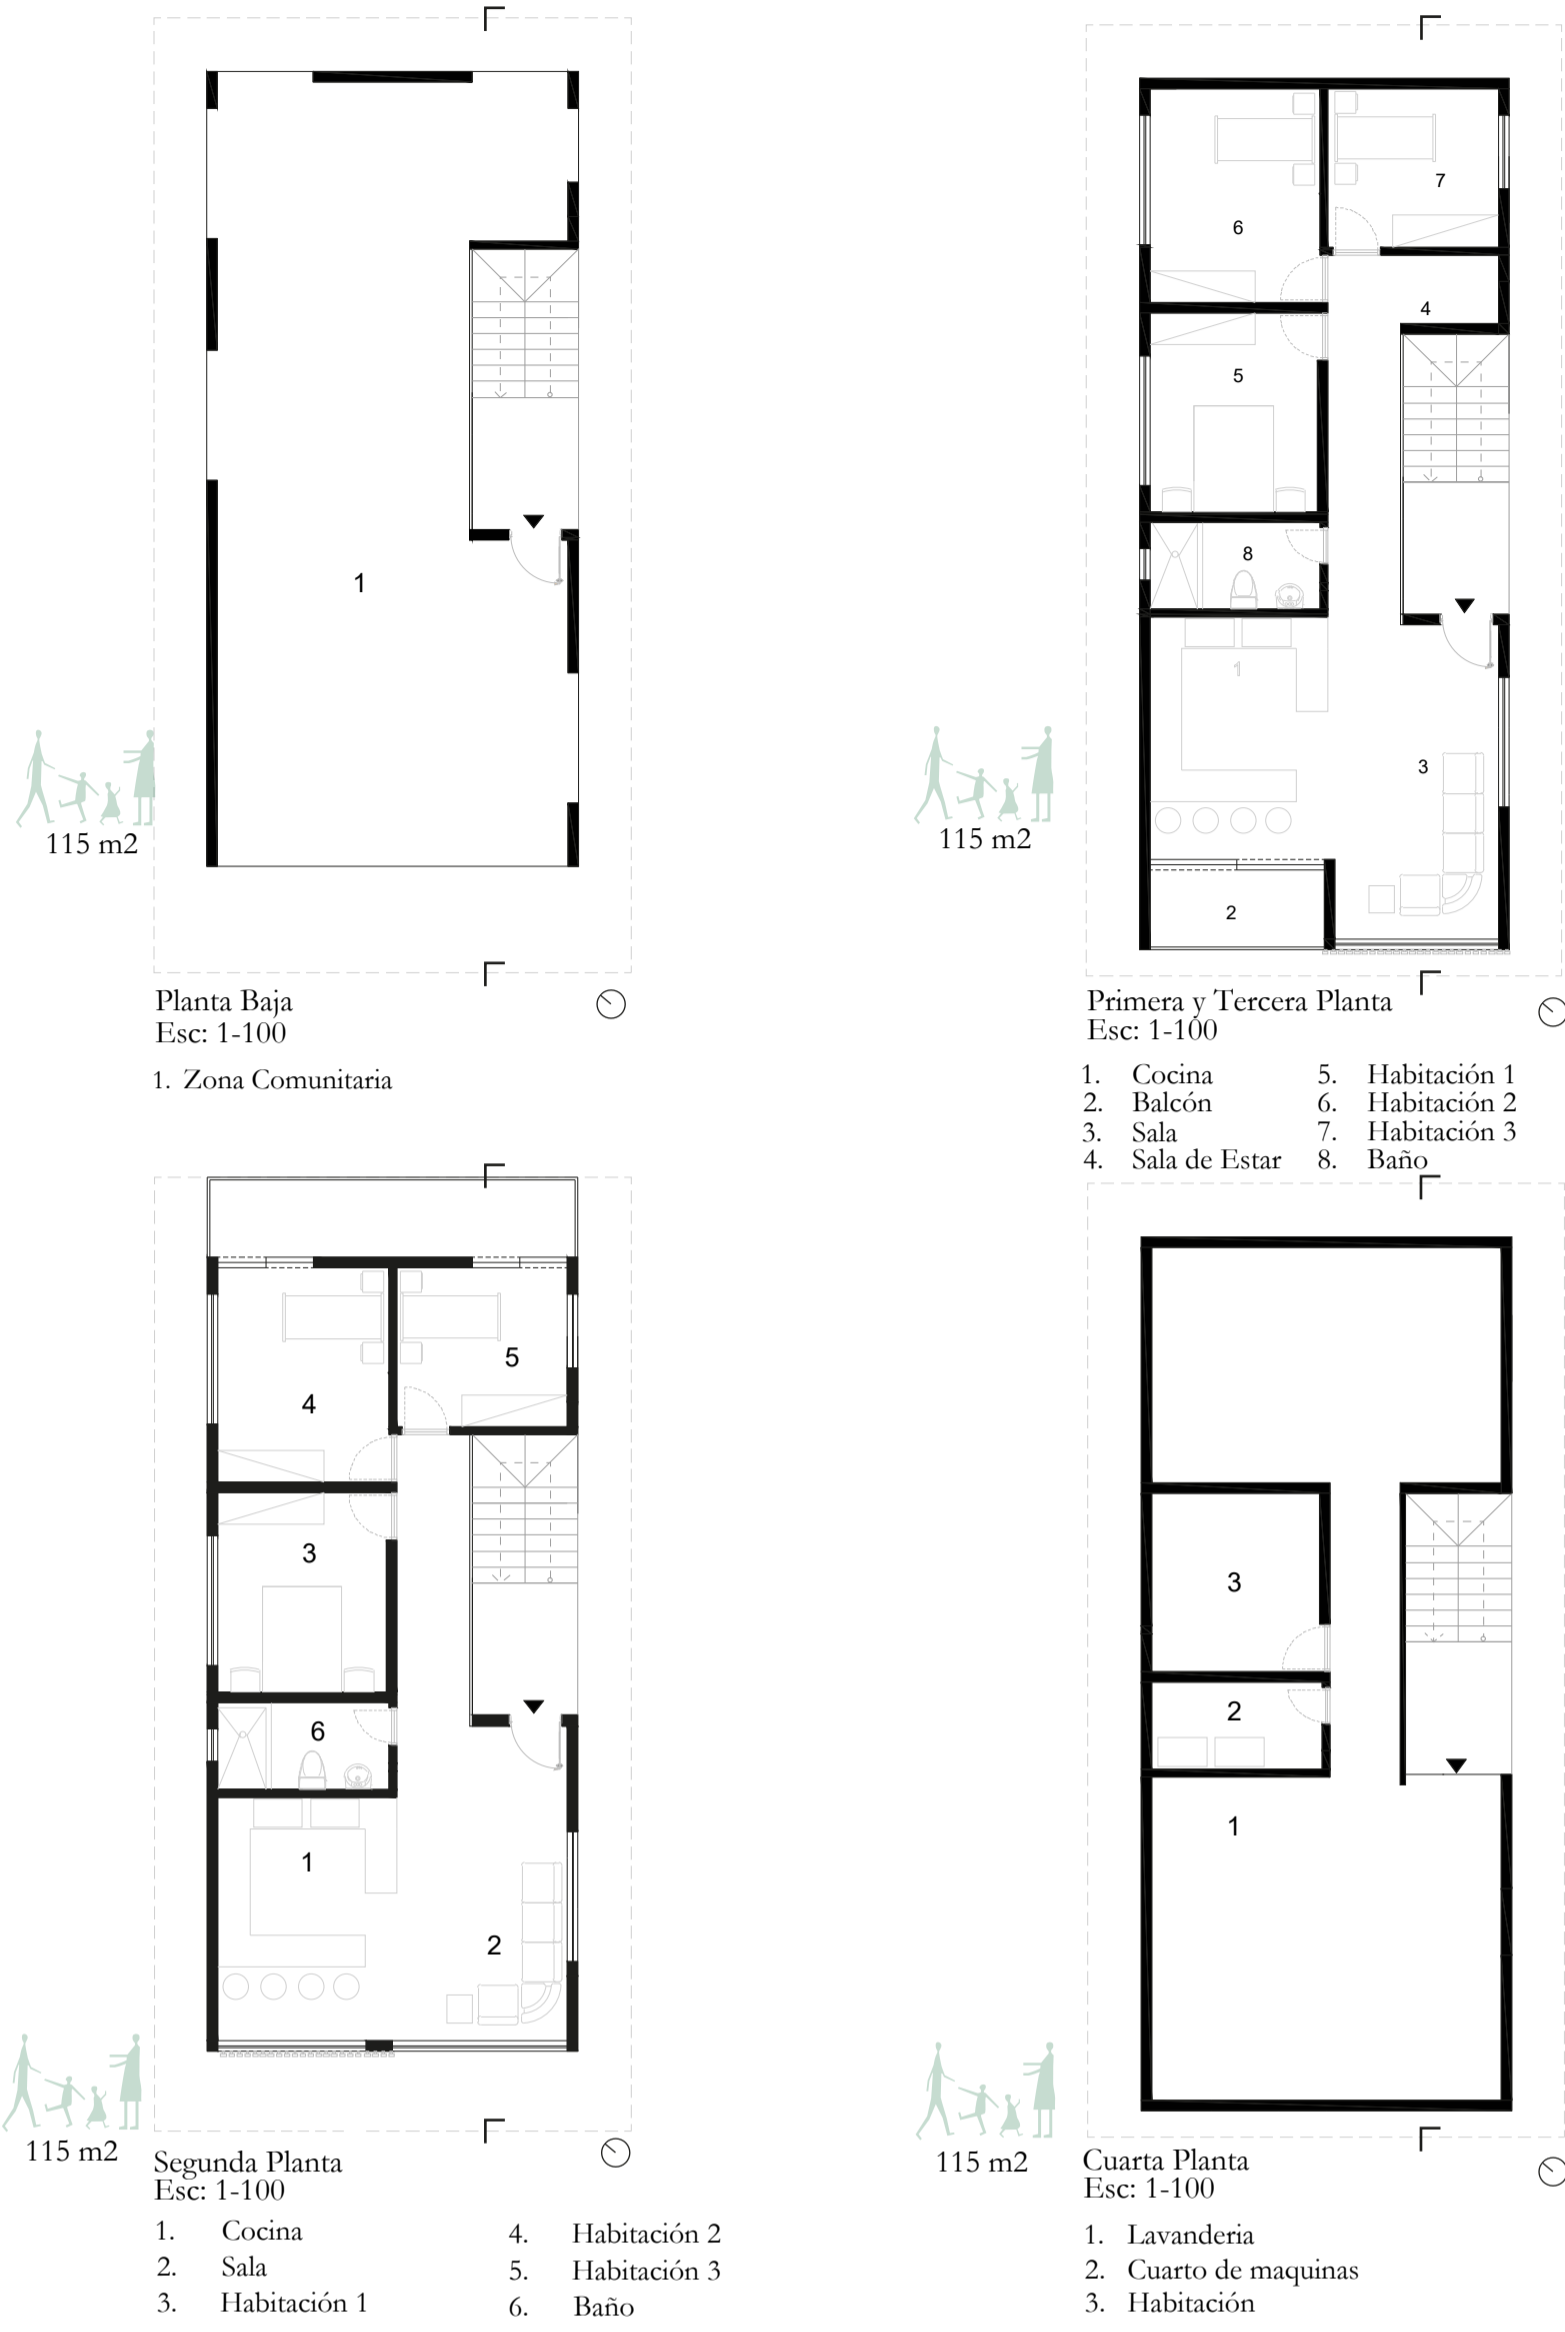 1
115 m2
Planta Baja
Esc: 1-100
1. Zona Comunitaria
6
7
4
5
8
1
3
2
115 m2
Primera y Tercera Planta
Esc: 1-100
1. Cocina
2. Balcón
3. Sala
4. Sala de Estar
5. Habitación 1
6. Habitación 2
7. Habitación 3
8. Baño
5
4
3
6
1
2
115 m2
Segunda Planta
Esc: 1-100
1. Cocina
2. Sala
3. Habitación 1
4. Habitación 2
5. Habitación 3
6. Baño
3
2
1
115 m2
Cuarta Planta
Esc: 1-100
1. Lavanderia
2. Cuarto de maquinas
3. Habitación